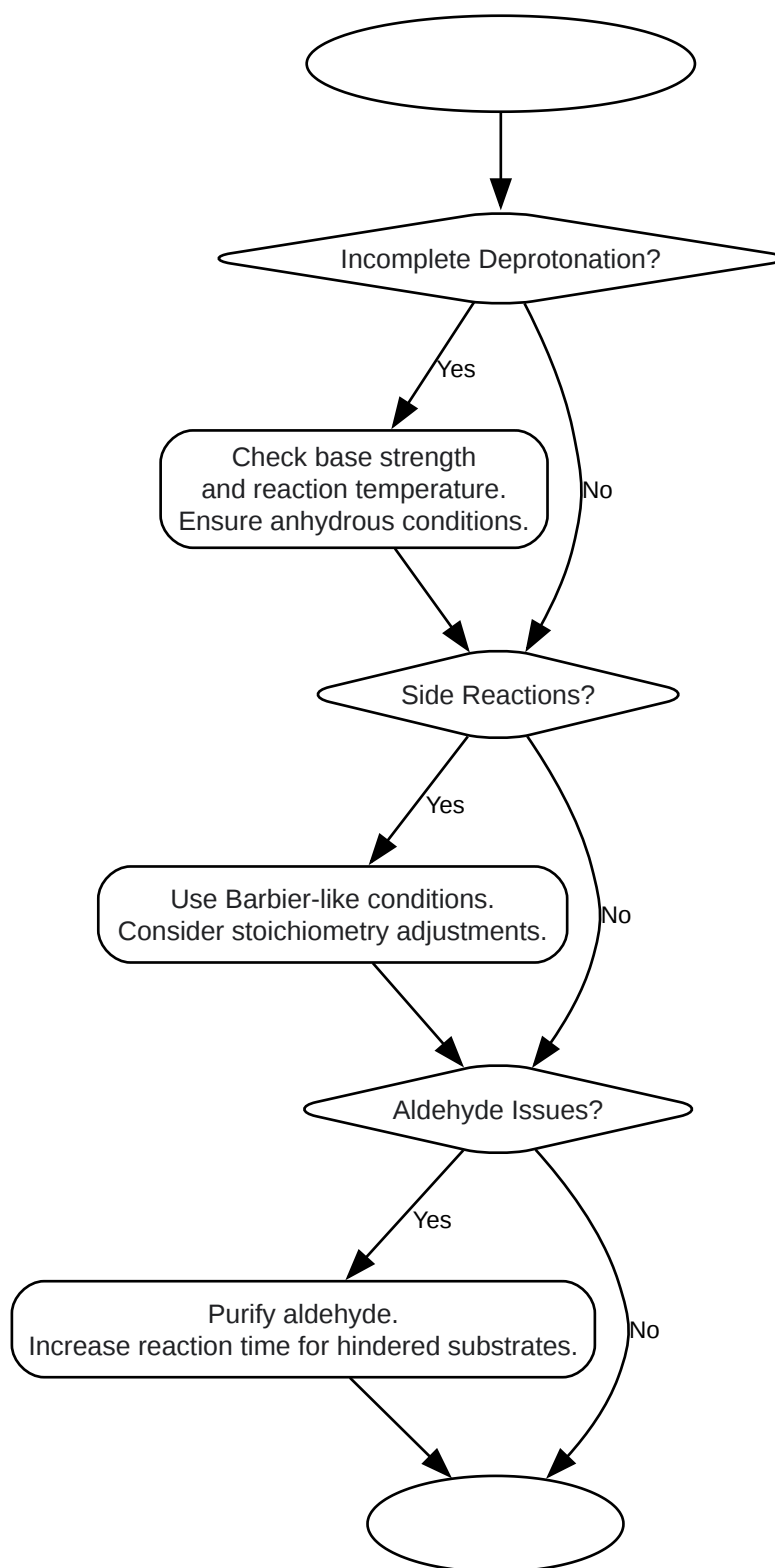 Incomplete Deprotonation?
Yes
Check base strength
and reaction temperature.
Ensure anhydrous conditions.
No
Side Reactions?
Yes
Use Barbier-like conditions.
Consider stoichiometry adjustments.
No
Aldehyde Issues?
Yes
Purify aldehyde.
Increase reaction time for hindered substrates.
No